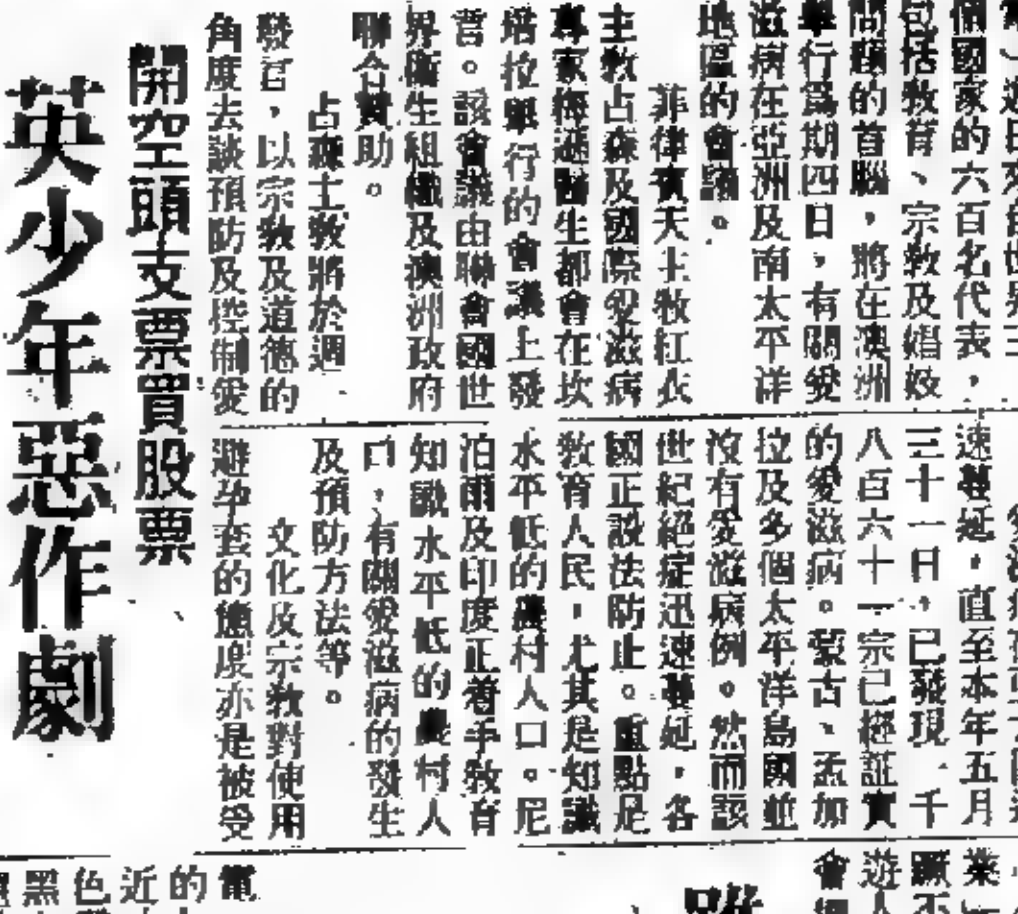 個國家的六百名代表，
包括教育、宗教及娼妓
問題的首腦，將在澳洲
舉行爲期四日，有關愛
滋病在亞洲及南太平洋
地區的會議。
菲律賓天主教紅衣
主教占森及國際愛滋病
專家梅遜醫生都會在坎
培拉舉行的會議上發
言。該會議由聯合國世
界衞生組織及澳洲政府
聯合贊助。
占森主教將於週一
發言，以宗教及道德的
角度去談預防及控制愛
速蔓延，直至本年五月
三十一日，已發現一千
八百六十一宗已經証實
的愛滋病。蒙古、孟加
拉及多個太平洋島國並
沒有愛滋病例。然而該
世紀絕症迅速蔓延，各
國正設法防止。重點是
教育人民，尤其是知識
水平低的農村人口。尼
泊爾及印度正着手教育
知識水平低的農村人
口，有關愛滋病的發生
及預防方法等。
文化及宗教對使用
避孕套的態度亦是被受
開空頭支票買股票
英少年惡作劇
電
的
近
色
黑